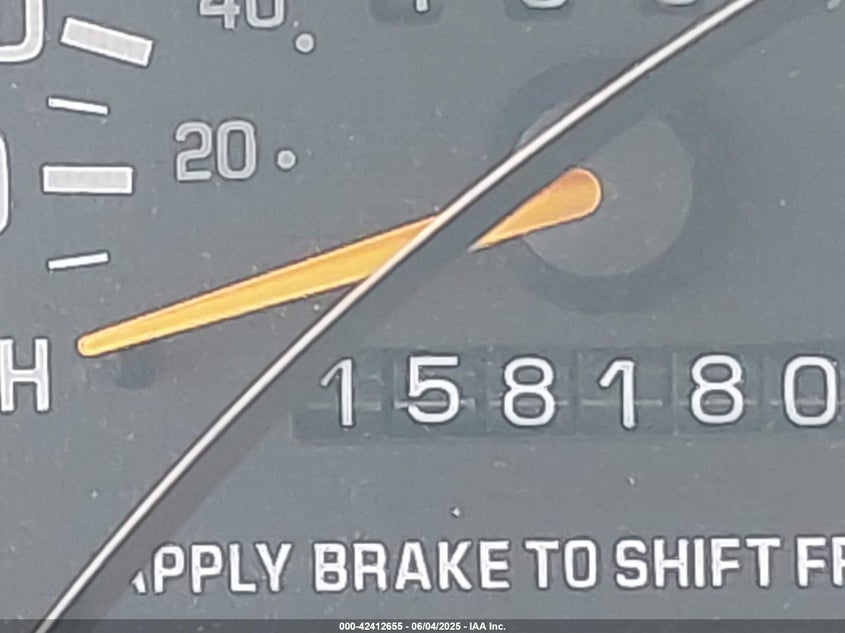 40
20
H
158180
APPLY BRAKE TO SHIFT
000-42412655 - 06/04/2025 - IAA Inc.